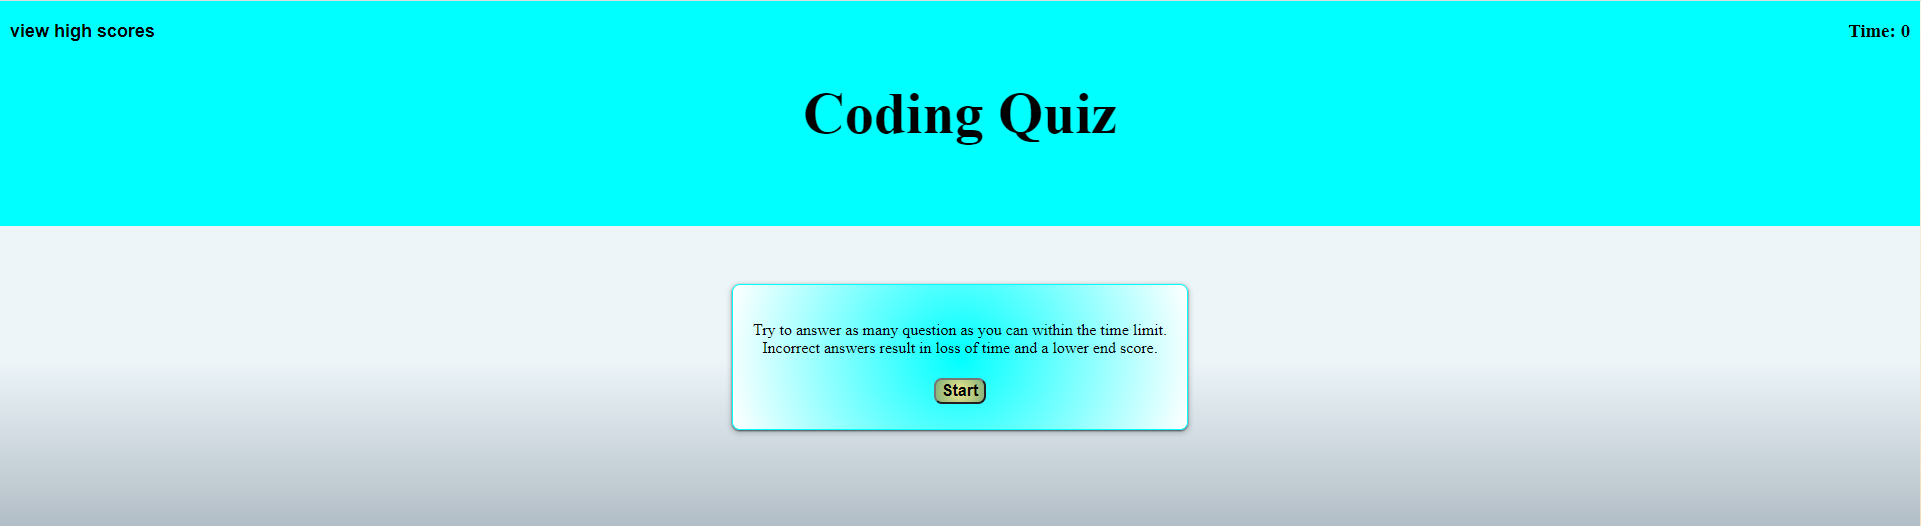 view high scores
Time: 0
Coding Quiz
Try to answer as many question as you can within the time limit.
Incorrect answers result in loss of time and a lower end score.
Start